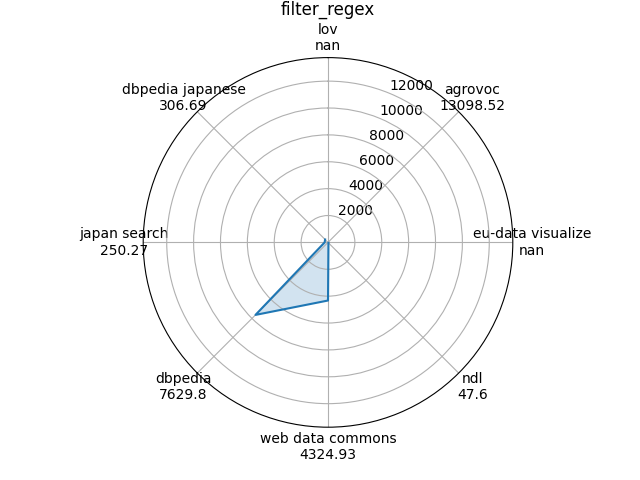 filter_regex
lov
nan
dbpedia japanese
306.69
agrovoc
13098.52
12000
10000
8000
6000
4000
2000
japan search
250.27
eu-data visualize
nan
dbpedia
7629.8
ndl
47.6
web data commons
4324.93